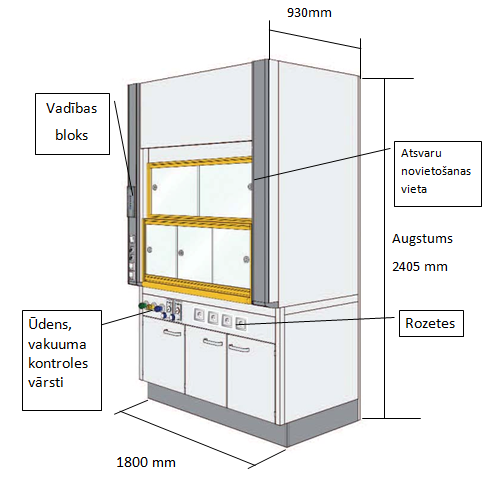 930mm
Vadības
bloks
Atsvaru
novietošanas
vieta
Augstums
2405 mm
Ūdens,
vakuuma
kontroles
vārsti
Rozetes
1800 mm